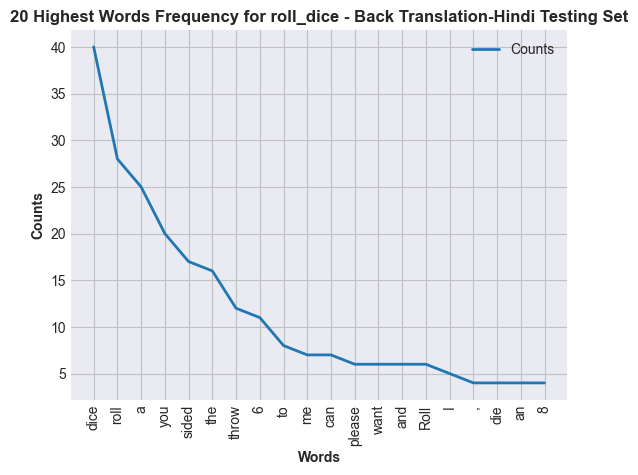 20 Highest Words Frequency for roll_dice - Back Translation-Hindi Testing Set
Counts
Counts
40
35
30
25
20
15
10
5
dice
roll
a
you
sided
the
throw
6
to
me
can
please
want
and
Roll
I
,
die
an
8
Words